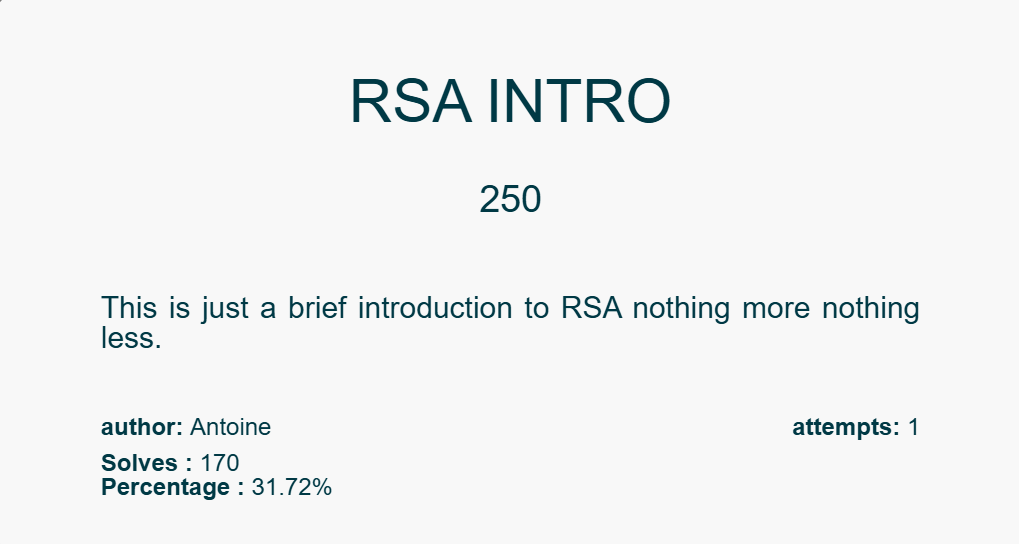 RSA INTRO
250
This is just a brief introduction to RSA nothing more nothing
less.
author: Antoine attempts: 1
Solves : 170
Percentage : 31.72%